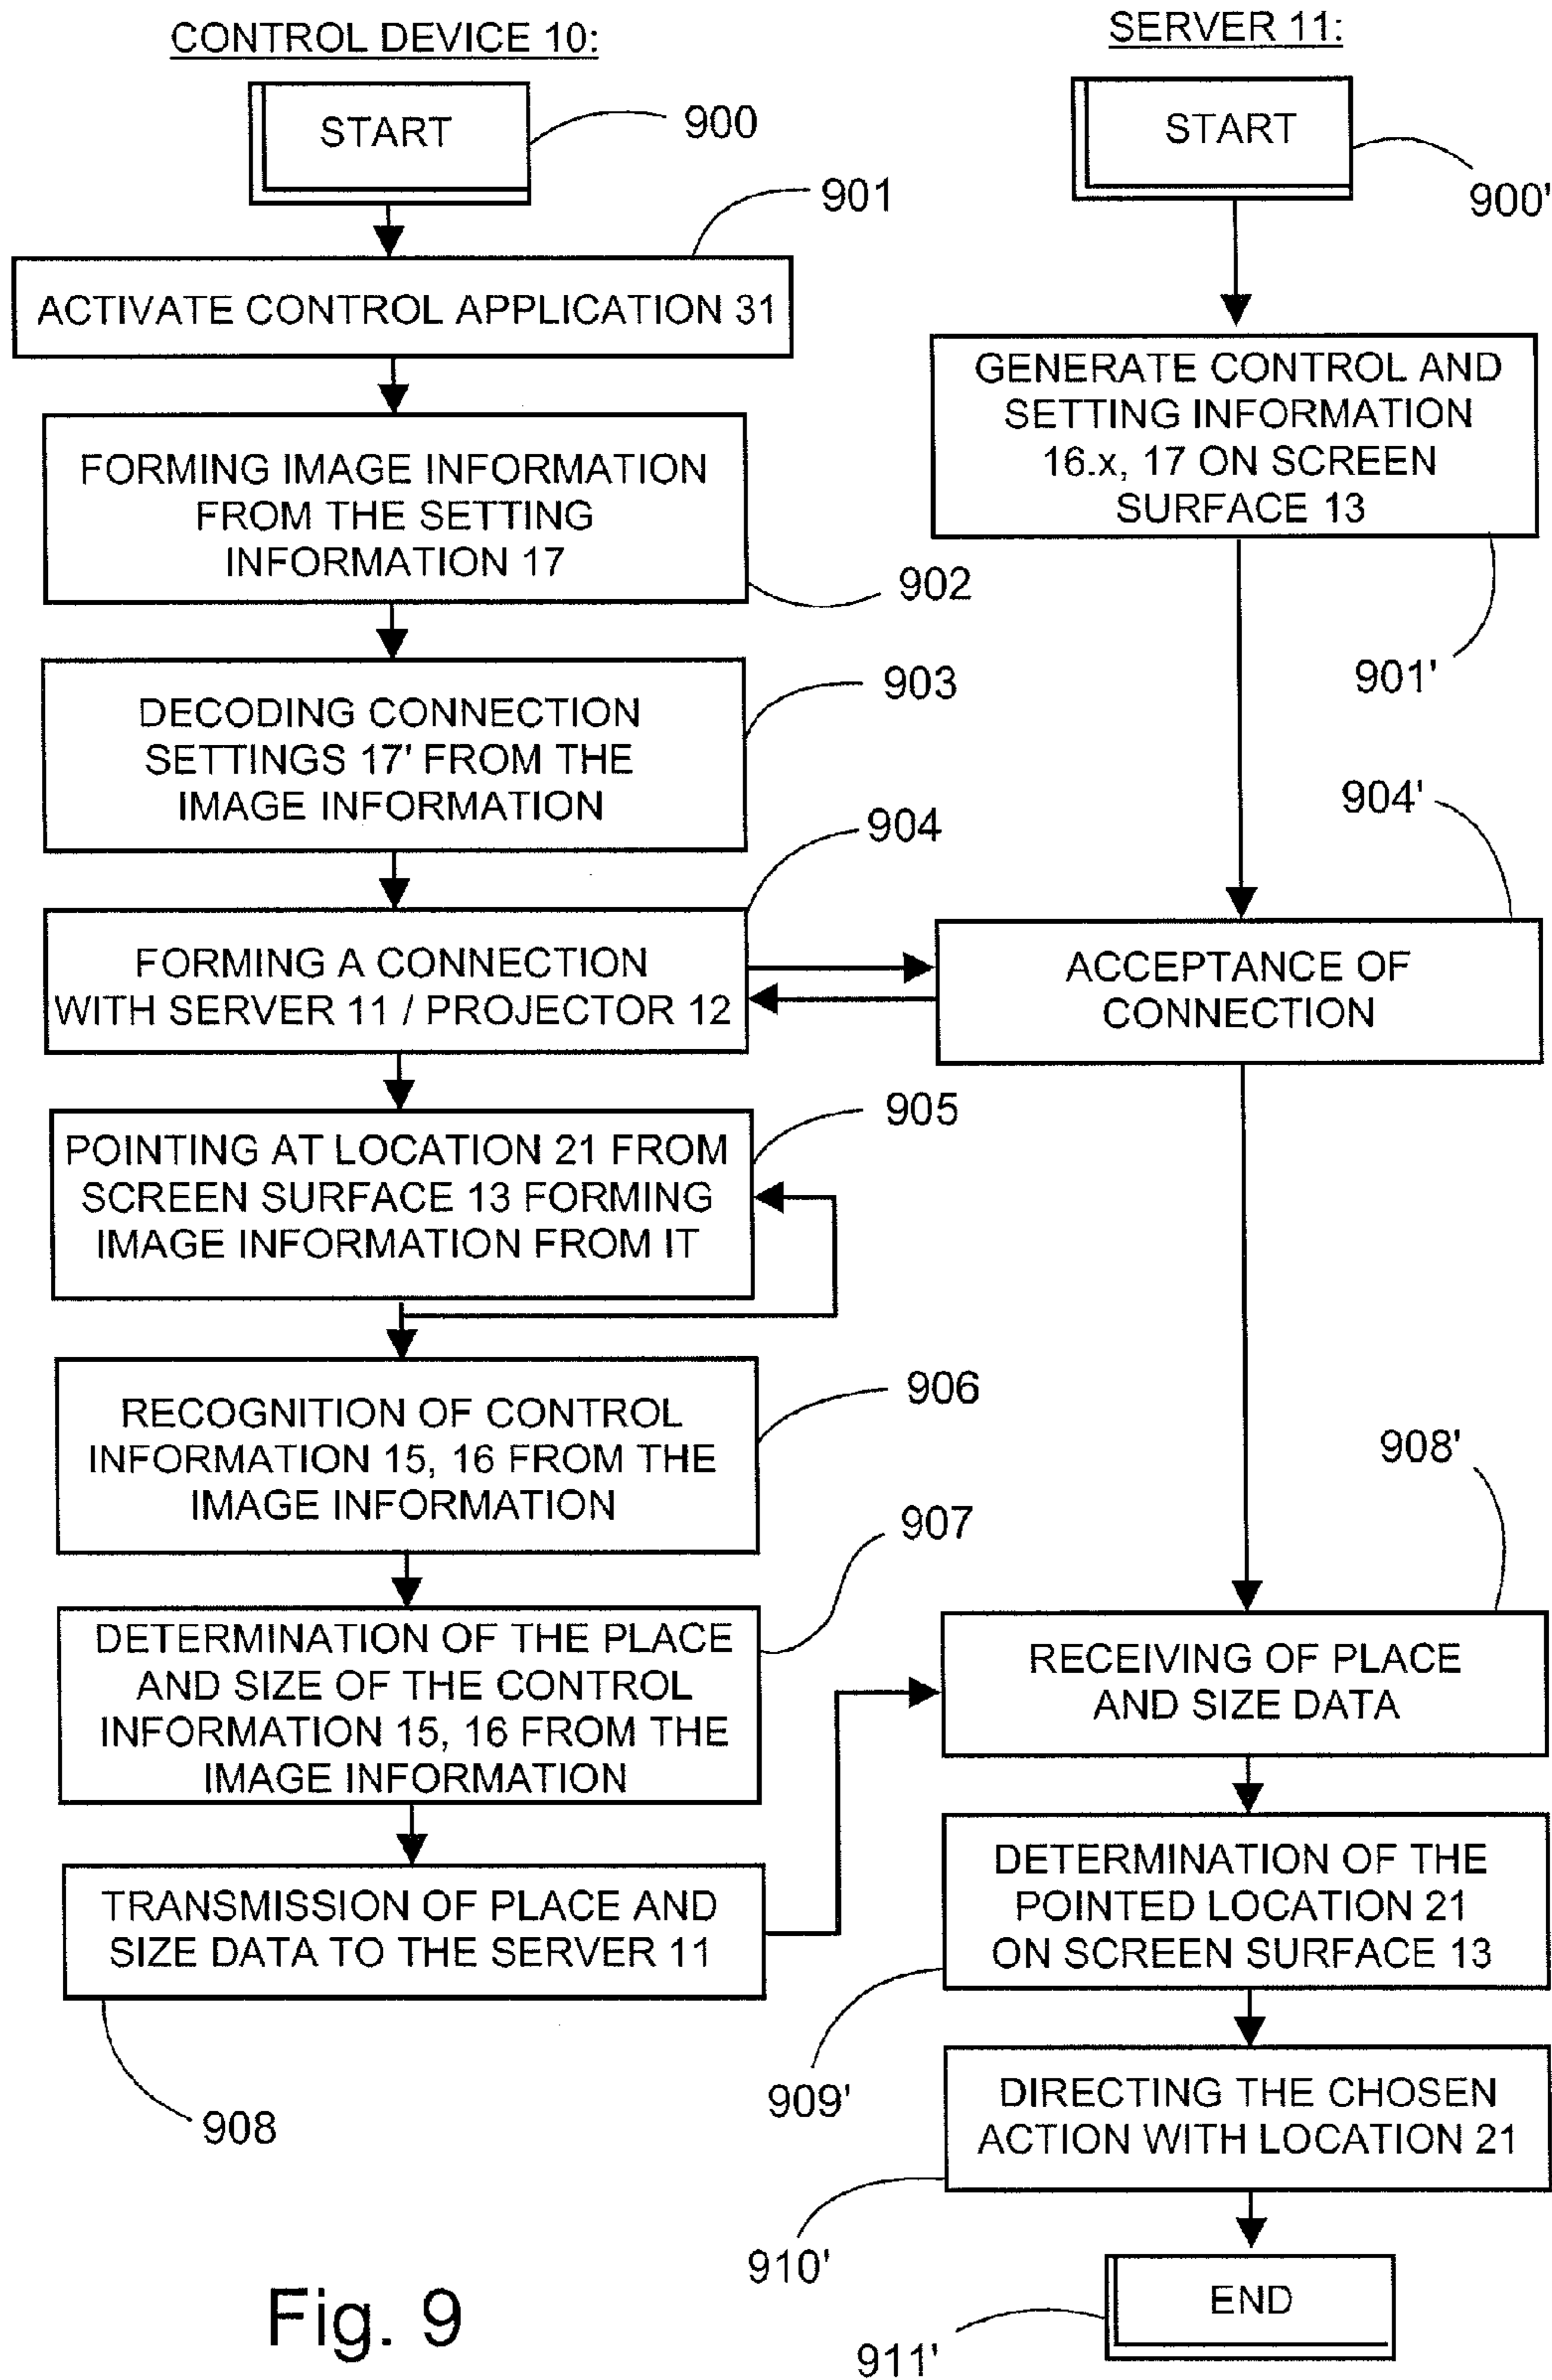 CONTROL DEVICE 10:
START
900
901
ACTIVATE CONTROL APPLICATION 31
FORMING IMAGE INFORMATION
FROM THE SETTING
INFORMATION 17
902
DECODING CONNECTION
SETTINGS 17' FROM THE
IMAGE INFORMATION
903
904
FORMING A CONNECTION
WITH SERVER 11 / PROJECTOR 12
905
POINTING AT LOCATION 21 FROM
SCREEN SURFACE 13 FORMING
IMAGE INFORMATION FROM IT
906
RECOGNITION OF CONTROL
INFORMATION 15, 16 FROM THE
IMAGE INFORMATION
907
DETERMINATION OF THE PLACE
AND SIZE OF THE CONTROL
INFORMATION 15, 16 FROM THE
IMAGE INFORMATION
TRANSMISSION OF PLACE AND
SIZE DATA TO THE SERVER 11
908
SERVER 11:
START
900'
GENERATE CONTROL AND
SETTING INFORMATION
16.x, 17 ON SCREEN
SURFACE 13
901'
904'
ACCEPTANCE OF
CONNECTION
908'
RECEIVING OF PLACE
AND SIZE DATA
DETERMINATION OF THE
POINTED LOCATION 21
ON SCREEN SURFACE 13
909'
DIRECTING THE CHOSEN
ACTION WITH LOCATION 21
910'
END
911'
Fig. 9